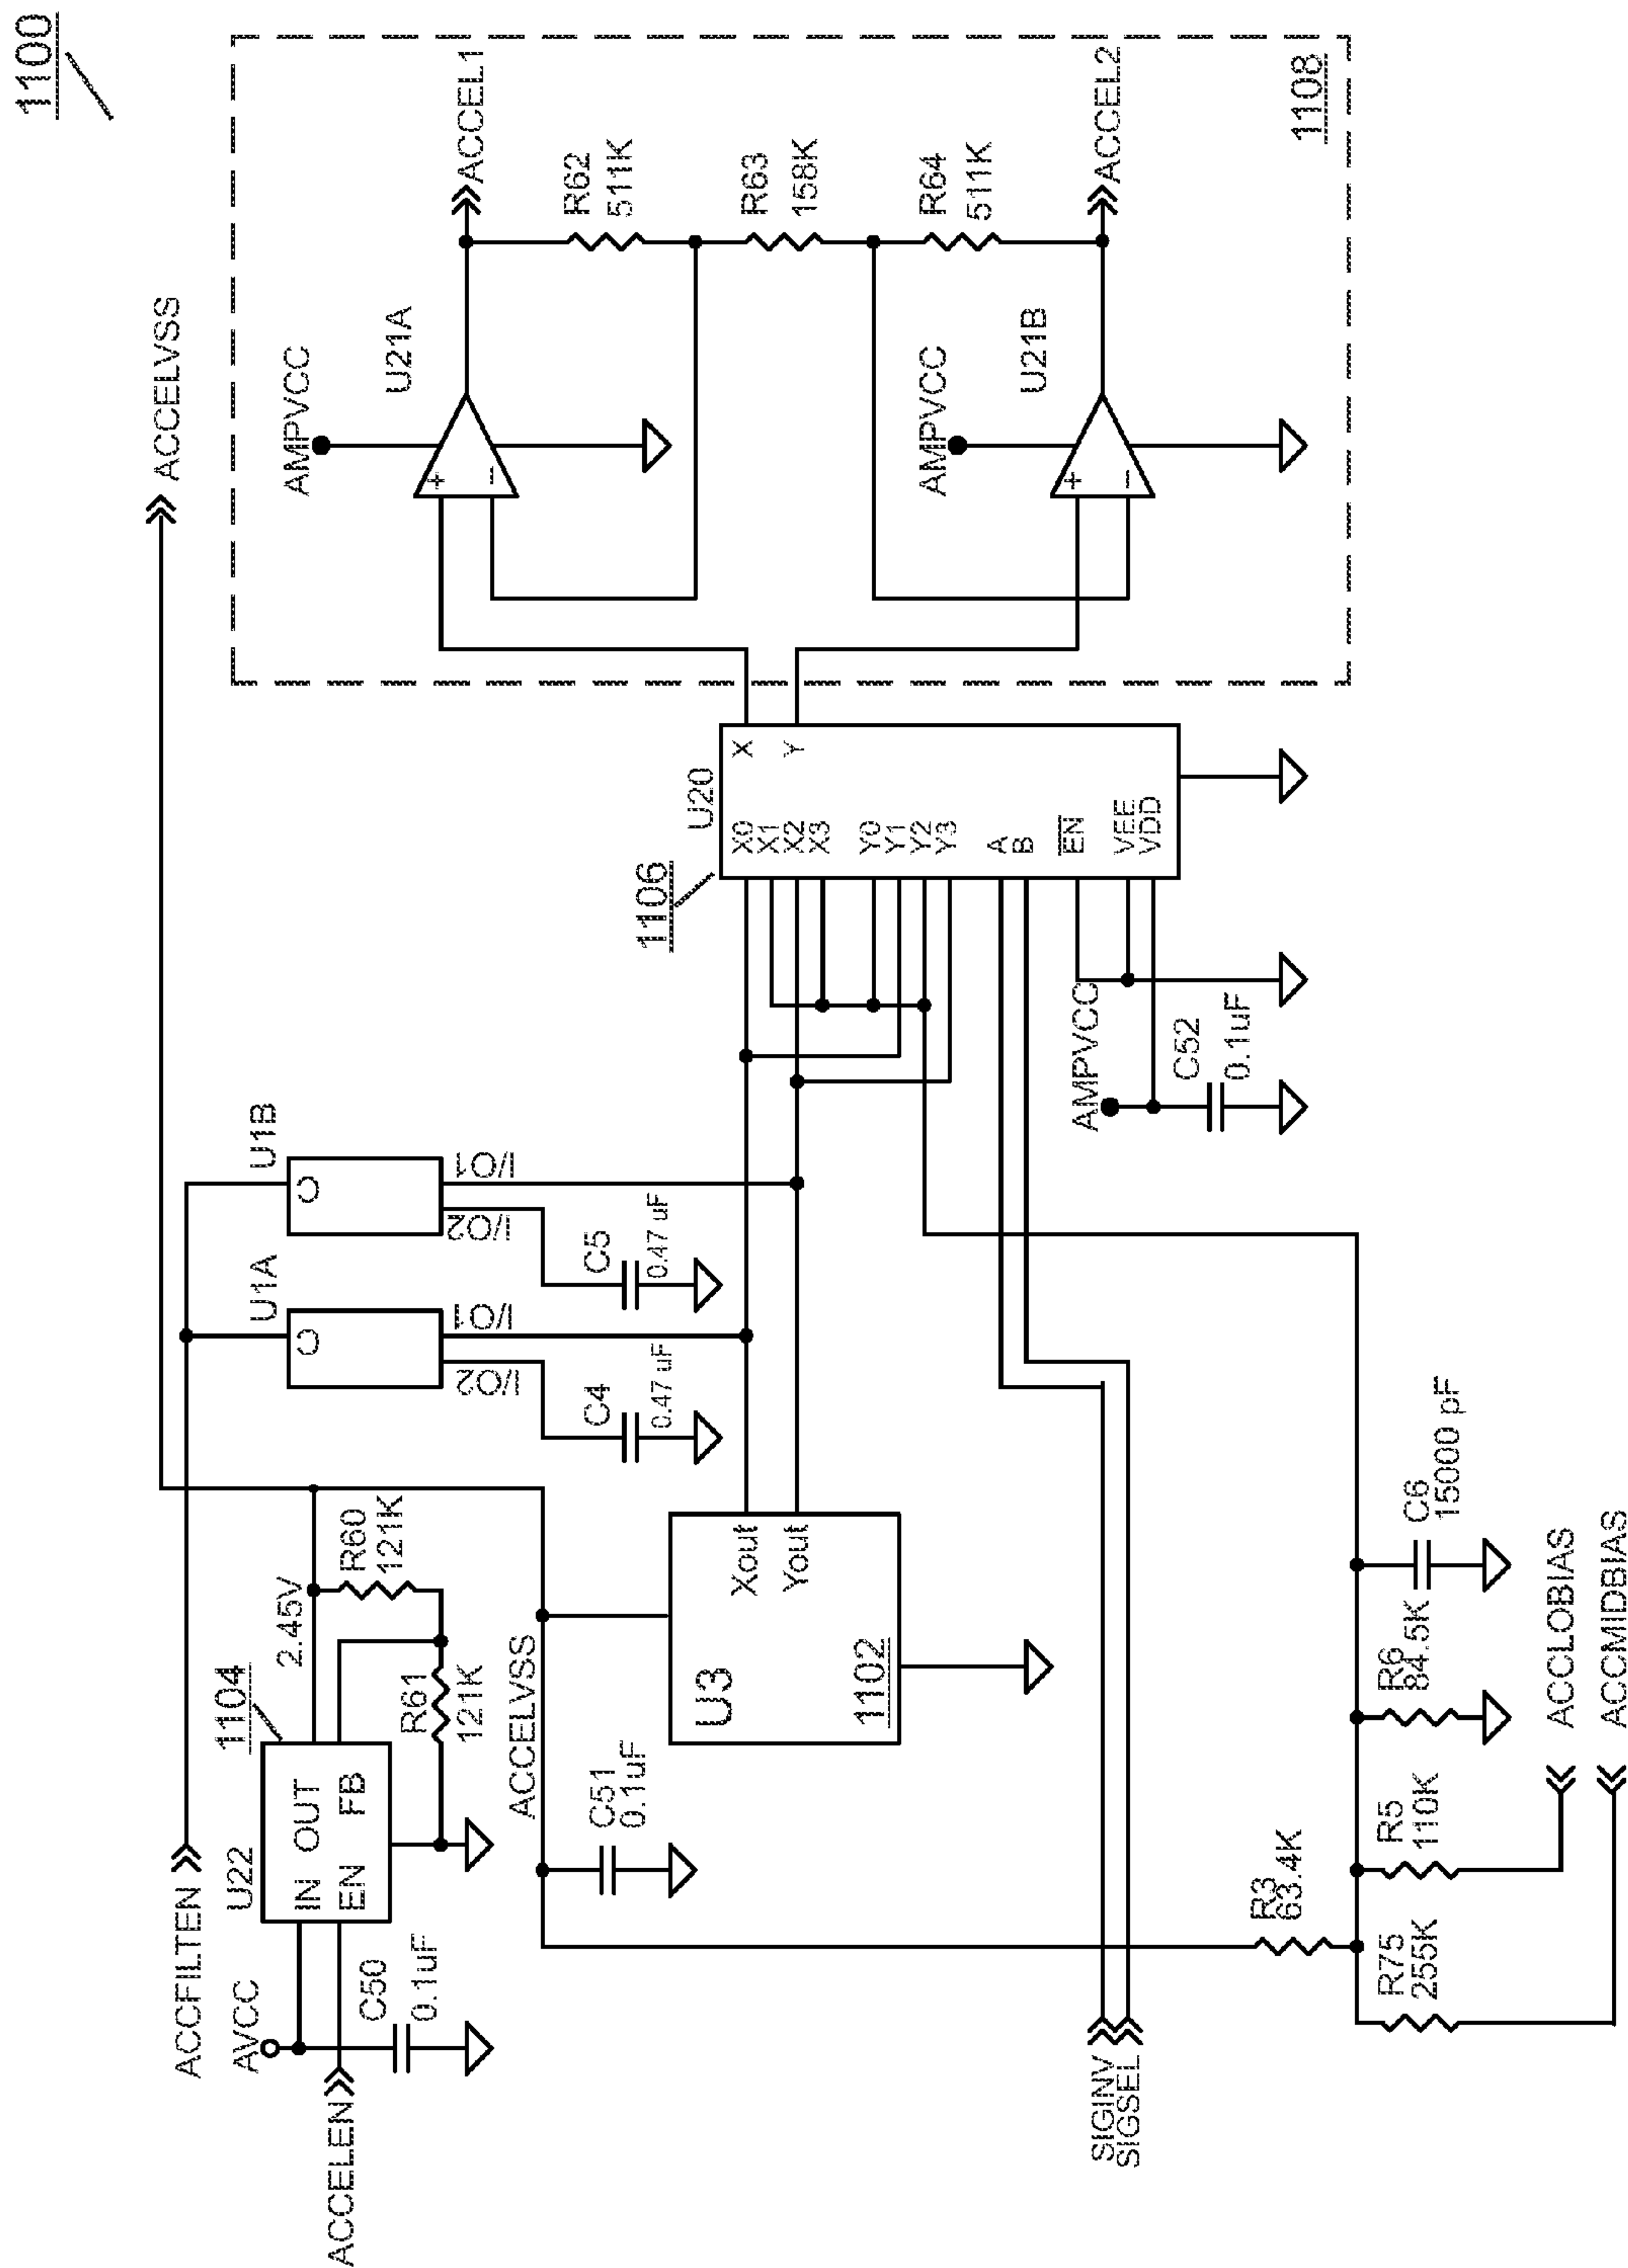 1100
ACCFILTEN
AVCC
ACCELEN
C50
0.1uF
U22
1104
IN
OUT
EN
FB
2.45V
R60
121K
R61
121K
ACCELVSS
C51
0.1uF
U3
1102
Xout
Yout
U1A
C
I/O1
I/O2
C4
0.47 uF
U1B
C
I/O1
I/O2
C5
0.47 uF
ACCELVSS
1106
U20
X0
X1
X2
X3
Y0
Y1
Y2
Y3
A
B
EN
VEE
VDD
X
Y
AMPVCC
C52
0.1uF
AMPVCC
U21A
+
–
ACCEL1
R62
511K
R63
158K
R64
511K
AMPVCC
U21B
+
–
ACCEL2
1108
SIGINV
SIGSEL
R3
63.4K
R75
255K
R5
110K
R6
84.5K
C6
15000 pF
ACCLOBIAS
ACCMIDBIAS